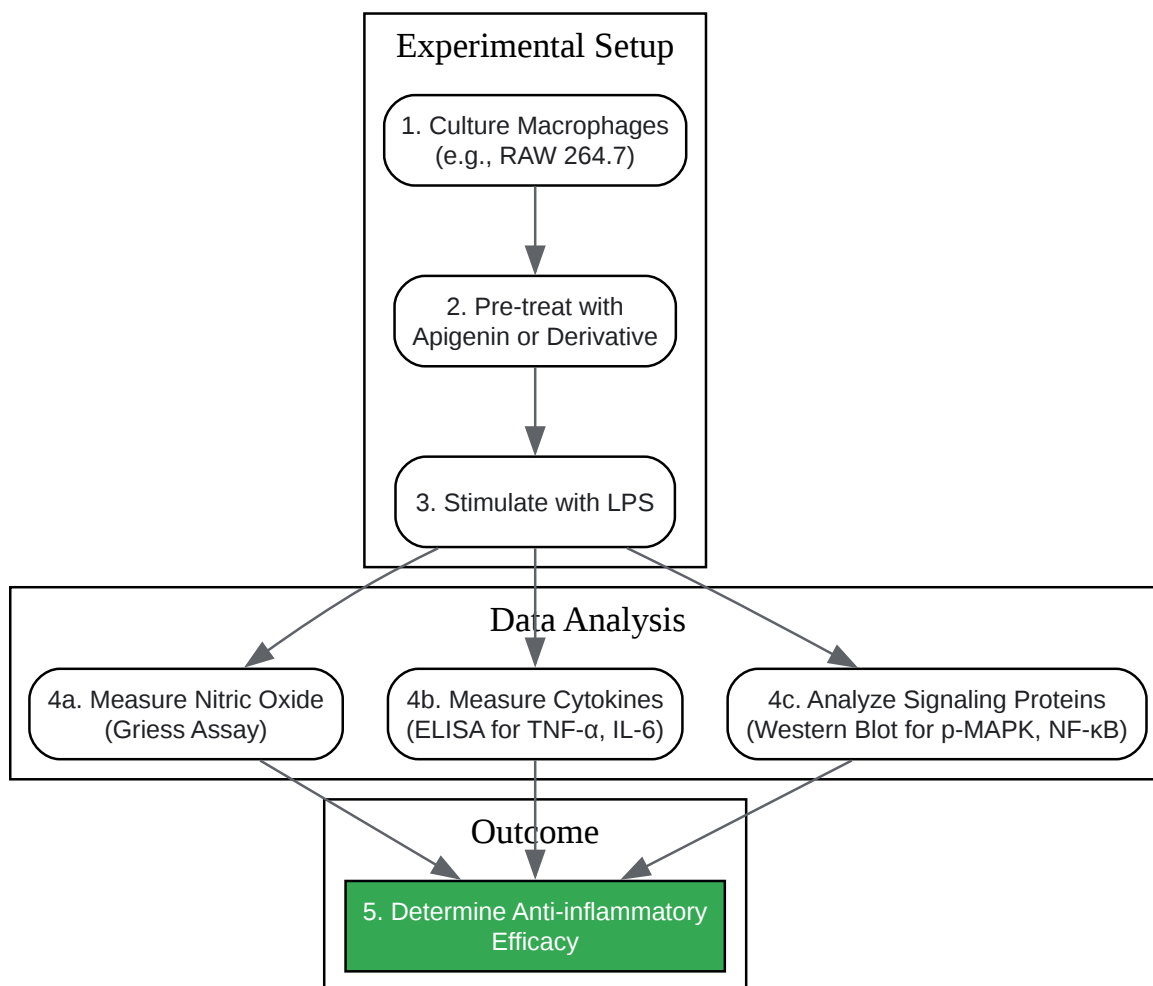 Experimental Setup
1. Culture Macrophages
(e.g., RAW 264.7)
2. Pre-treat with
Apigenin or Derivative
3. Stimulate with LPS
Data Analysis
4a. Measure Nitric Oxide
(Griess Assay)
4b. Measure Cytokines
(ELISA for TNF-α, IL-6)
4c. Analyze Signaling Proteins
(Western Blot for p-MAPK, NF-κB)
Outcome
5. Determine Anti-inflammatory
Efficacy